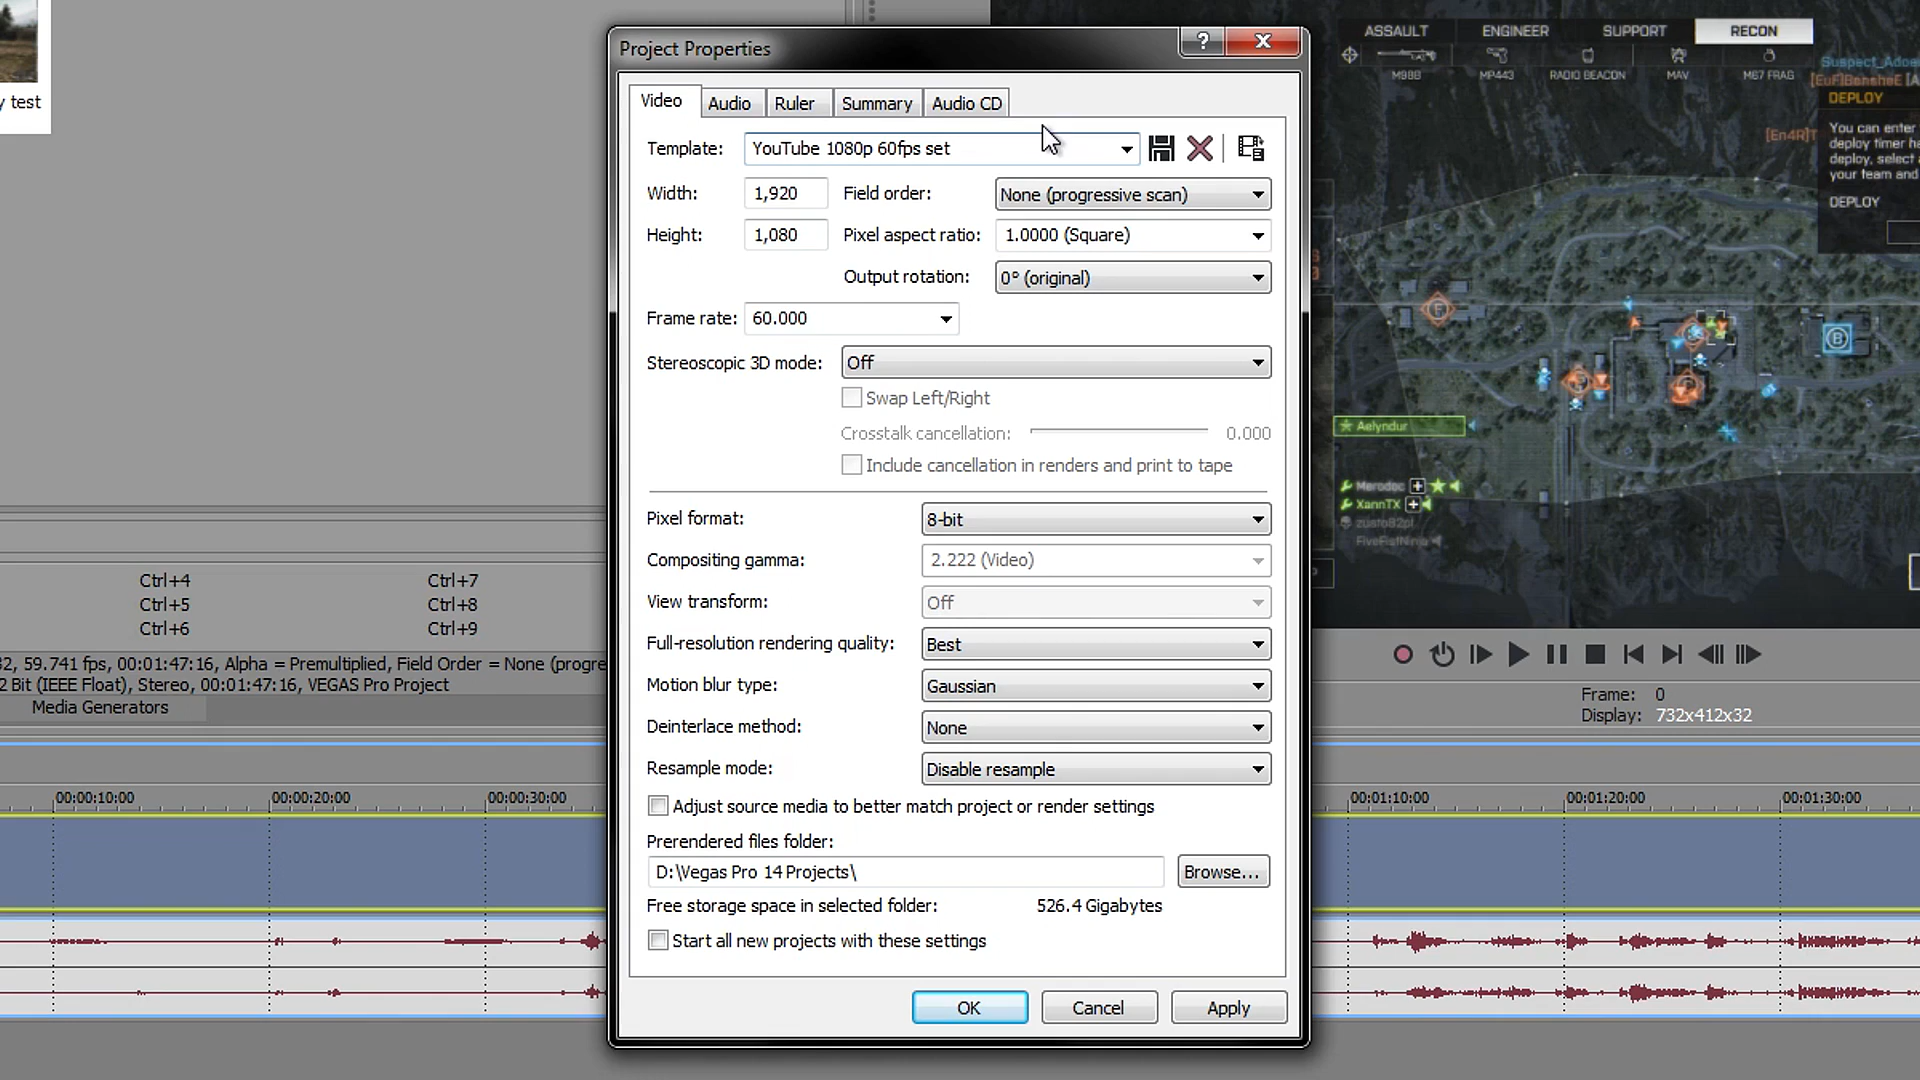 y test
Ctrl+4
Ctrl+7
Ctrl+5
Ctrl+8
Ctrl+6
Ctrl+9
32, 59.741 fps, 00:01:47:16, Alpha = Premultiplied, Field Order = None (progre
2 Bit (IEEE Float), Stereo, 00:01:47:16, VEGAS Pro Project
Media Generators
Project Properties
?
Video
Audio
Ruler
Summary
Audio CD
Template:
YouTube 1080p 60fps set
Width:
1,920
Field order:
None (progressive scan)
Height:
1,080
Pixel aspect ratio:
1.0000 (Square)
Output rotation:
0° (original)
Frame rate:
60.000
Stereoscopic 3D mode:
Off
Swap Left/Right
Crosstalk cancellation:
0.000
Include cancellation in renders and print to tape
Pixel format:
8-bit
Compositing gamma:
2.222 (Video)
View transform:
Off
Full-resolution rendering quality:
Best
Motion blur type:
Gaussian
Deinterlace method:
None
Resample mode:
Disable resample
Adjust source media to better match project or render settings
Prerendered files folder:
D:\Vegas Pro 14 Projects\
Browse...
Free storage space in selected folder:
526.4 Gigabytes
Start all new projects with these settings
OK
Cancel
Apply
ASSAULT
ENGINEER
SUPPORT
RECON
M98B
MP443
RADIO BEACON
MAV
M67 FRAG
DEPLOY
You can enter
deploy timer ha
deploy, select a
your team and
DEPLOY
[En4R]T
B
Aelyndur
Merodoc
XannTX
Frame: 0
Display: 732x412x32
00:00:10:00
00:00:20:00
00:00:30:00
00:01:10:00
00:01:20:00
00:01:30:00